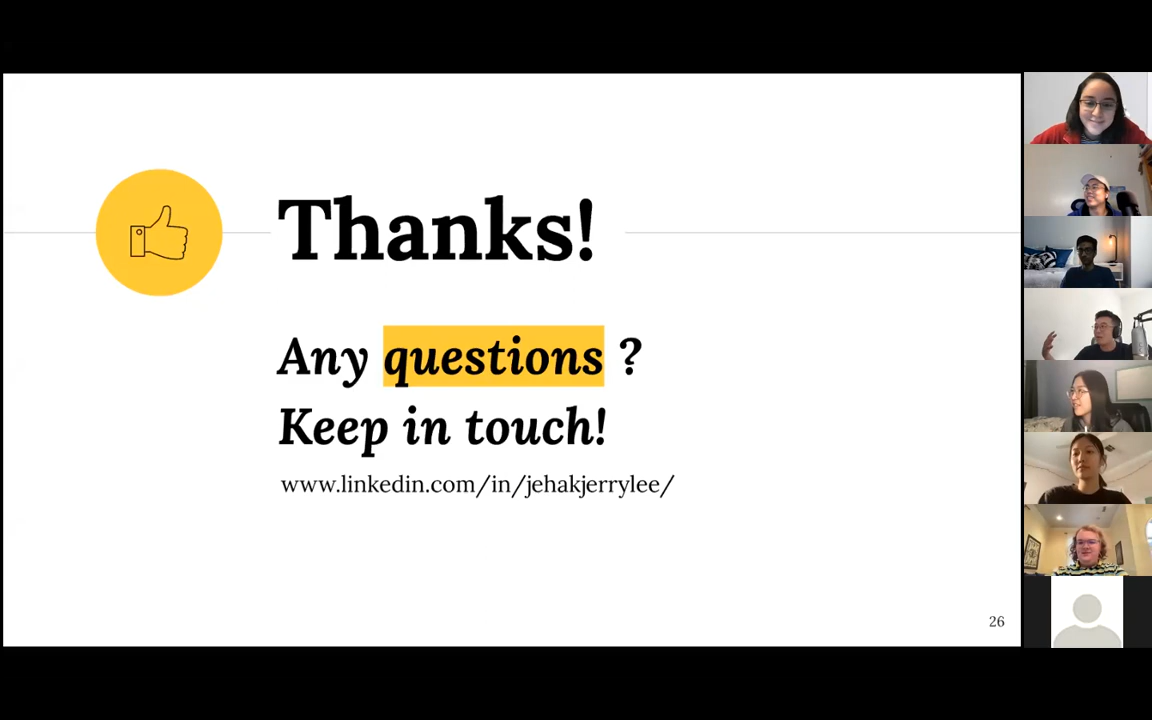 Thanks!
Any questions ?
Keep in touch!
www.linkedin.com/in/jehakjerrylee/
26